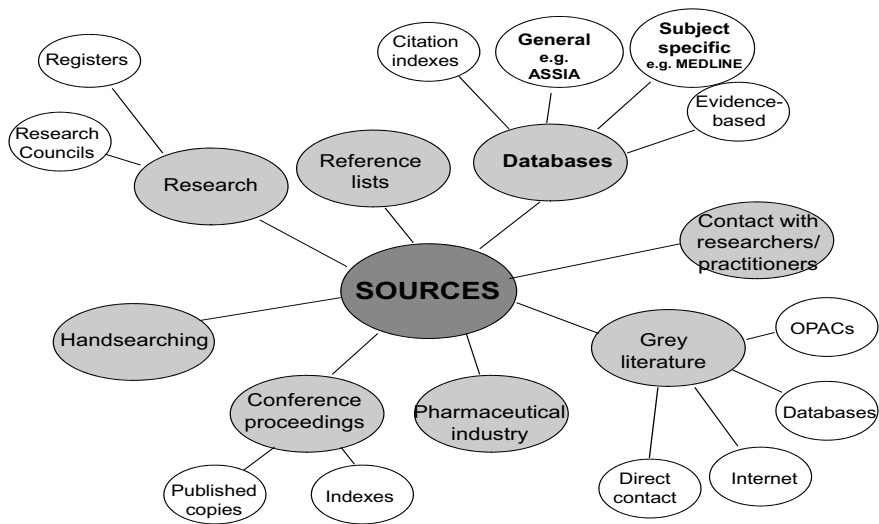 Registers
Research
Councils
Research
Reference
lists
Citation
indexes
General
e.g.
ASSIA
Subject
specific
e.g. MEDLINE
Evidence-
based
Databases
Contact with
researchers/
practitioners
SOURCES
Handsearching
Conference
proceedings
Published
copies
Indexes
Pharmaceutical
industry
Grey
literature
OPACs
Databases
Internet
Direct
contact